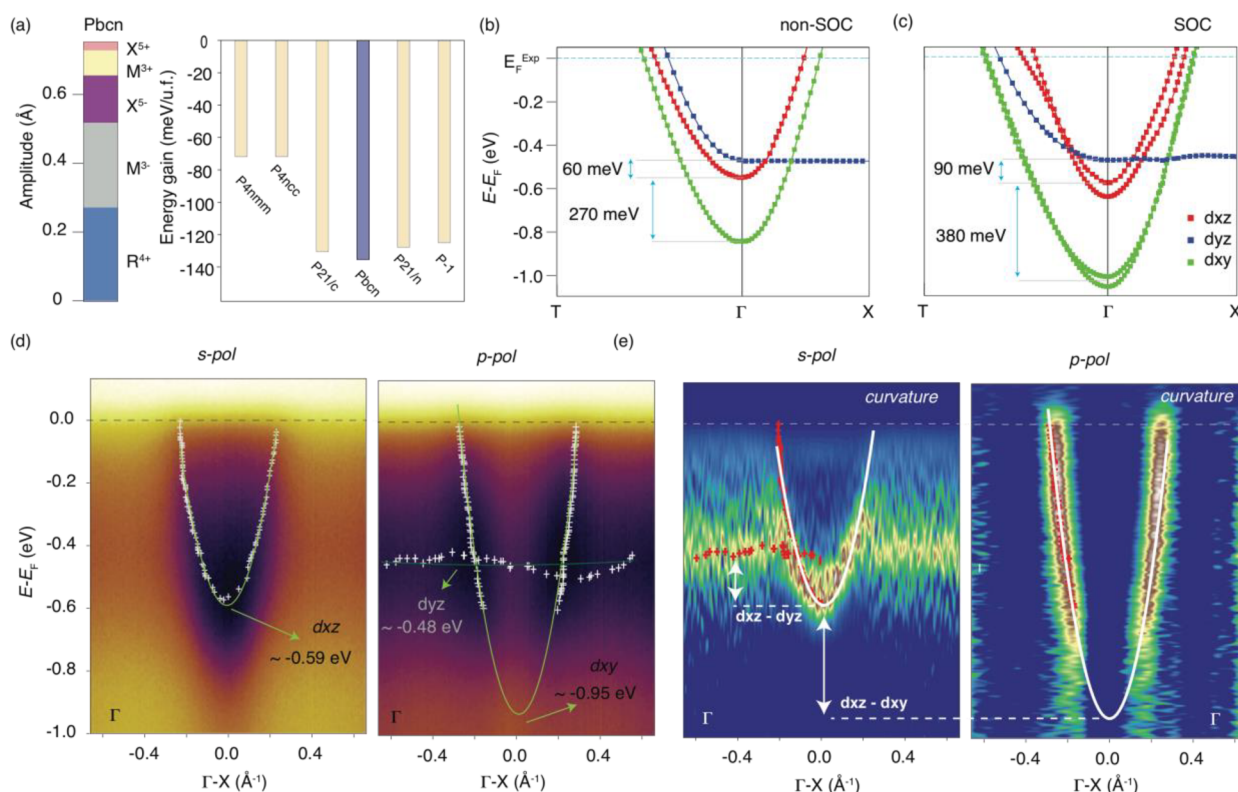 (a)
Pbcn
X5+
M3+
X5-
M3-
R4+
Amplitude (Å)
0.6
0.4
0.2
0
Energy gain (meV/u.f.)
0
-20
-40
-60
-80
-100
-120
-140
P4nmm
P4ncc
P21/c
Pbcn
P21/n
P-1
(b)
non-SOC
E_F^Exp
-0.2
-0.4
-0.6
-0.8
-1.0
E-E_F (eV)
60 meV
270 meV
T
Γ
X
(c)
SOC
90 meV
380 meV
dxz
dyz
dxy
T
Γ
X
(d)
s-pol
p-pol
E-E_F (eV)
0.0
-0.2
-0.4
-0.6
-0.8
-1.0
dxz
~ -0.59 eV
Γ
dyz
~ -0.48 eV
dxy
~ -0.95 eV
Γ
-0.4
0.0
0.4
-0.4
0.0
0.4
Γ-X (Å-1)
Γ-X (Å-1)
(e)
s-pol
p-pol
curvature
curvature
dxz - dyz
dxz - dxy
Γ
Γ
-0.4
0.0
0.4
-0.4
0.0
0.4
Γ-X (Å-1)
Γ-X (Å-1)